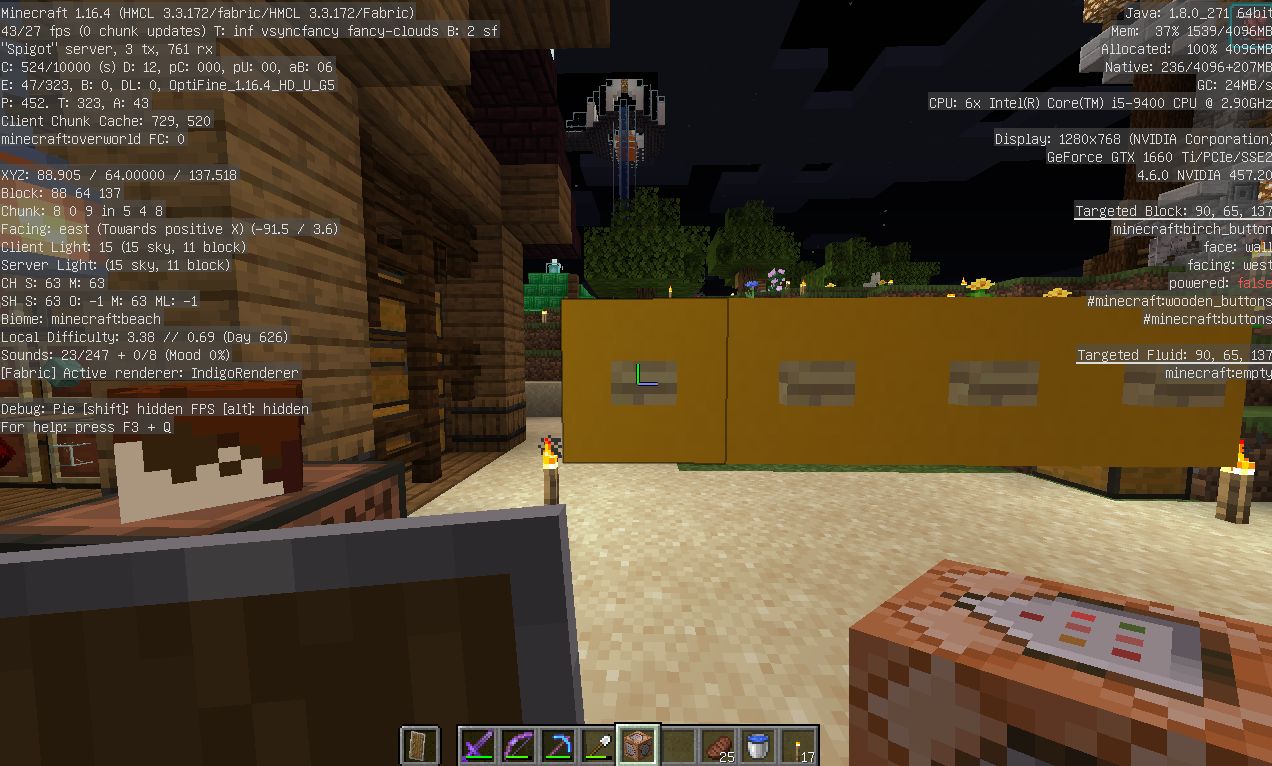 Minecraft 1.16.4 (HMCL 3.3.172/fabric/HMCL 3.3.172/Fabric)
43/27 fps (0 chunk updates) T: inf vsyncfancy fancy-clouds B: 2 sf
"Spigot" server, 3 tx, 761 rx
C: 524/10000 (s) D: 12, pC: 000, pU: 00, aB: 06
E: 47/323, B: 0, DL: 0, OptiFine_1.16.4_HD_U_G5
P: 452. T: 323, A: 43
Client Chunk Cache: 729, 520
minecraft:overworld FC: 0
XYZ: 88.905 / 64.00000 / 137.518
Block: 88 64 137
Chunk: 8 0 9 in 5 4 8
Facing: east (Towards positive X) (-91.5 / 3.6)
Client Light: 15 (15 sky, 11 block)
Server Light: (15 sky, 11 block)
CH S: 63 M: 63
SH S: 63 O: -1 M: 63 ML: -1
Biome: minecraft:beach
Local Difficulty: 3.38 // 0.69 (Day 626)
Sounds: 23/247 + 0/8 (Mood 0%)
[Fabric] Active renderer: IndigoRenderer
Debug: Pie [shift]: hidden FPS [alt]: hidden
For help: press F3 + Q
Java: 1.8.0_271 64bit
Mem: 37% 1539/4096MB
Allocated: 100% 4096MB
Native: 236/4096+207MB
GC: 24MB/s
CPU: 6x Intel(R) Core(TM) i5-9400 CPU @ 2.90GHz
Display: 1280x768 (NVIDIA Corporation)
GeForce GTX 1660 Ti/PCIe/SSE2
4.6.0 NVIDIA 457.20
Targeted Block: 90, 65, 137
minecraft:birch_button
face: wall
facing: west
powered: false
#minecraft:wooden_buttons
#minecraft:buttons
Targeted Fluid: 90, 65, 137
minecraft:empty
25
17